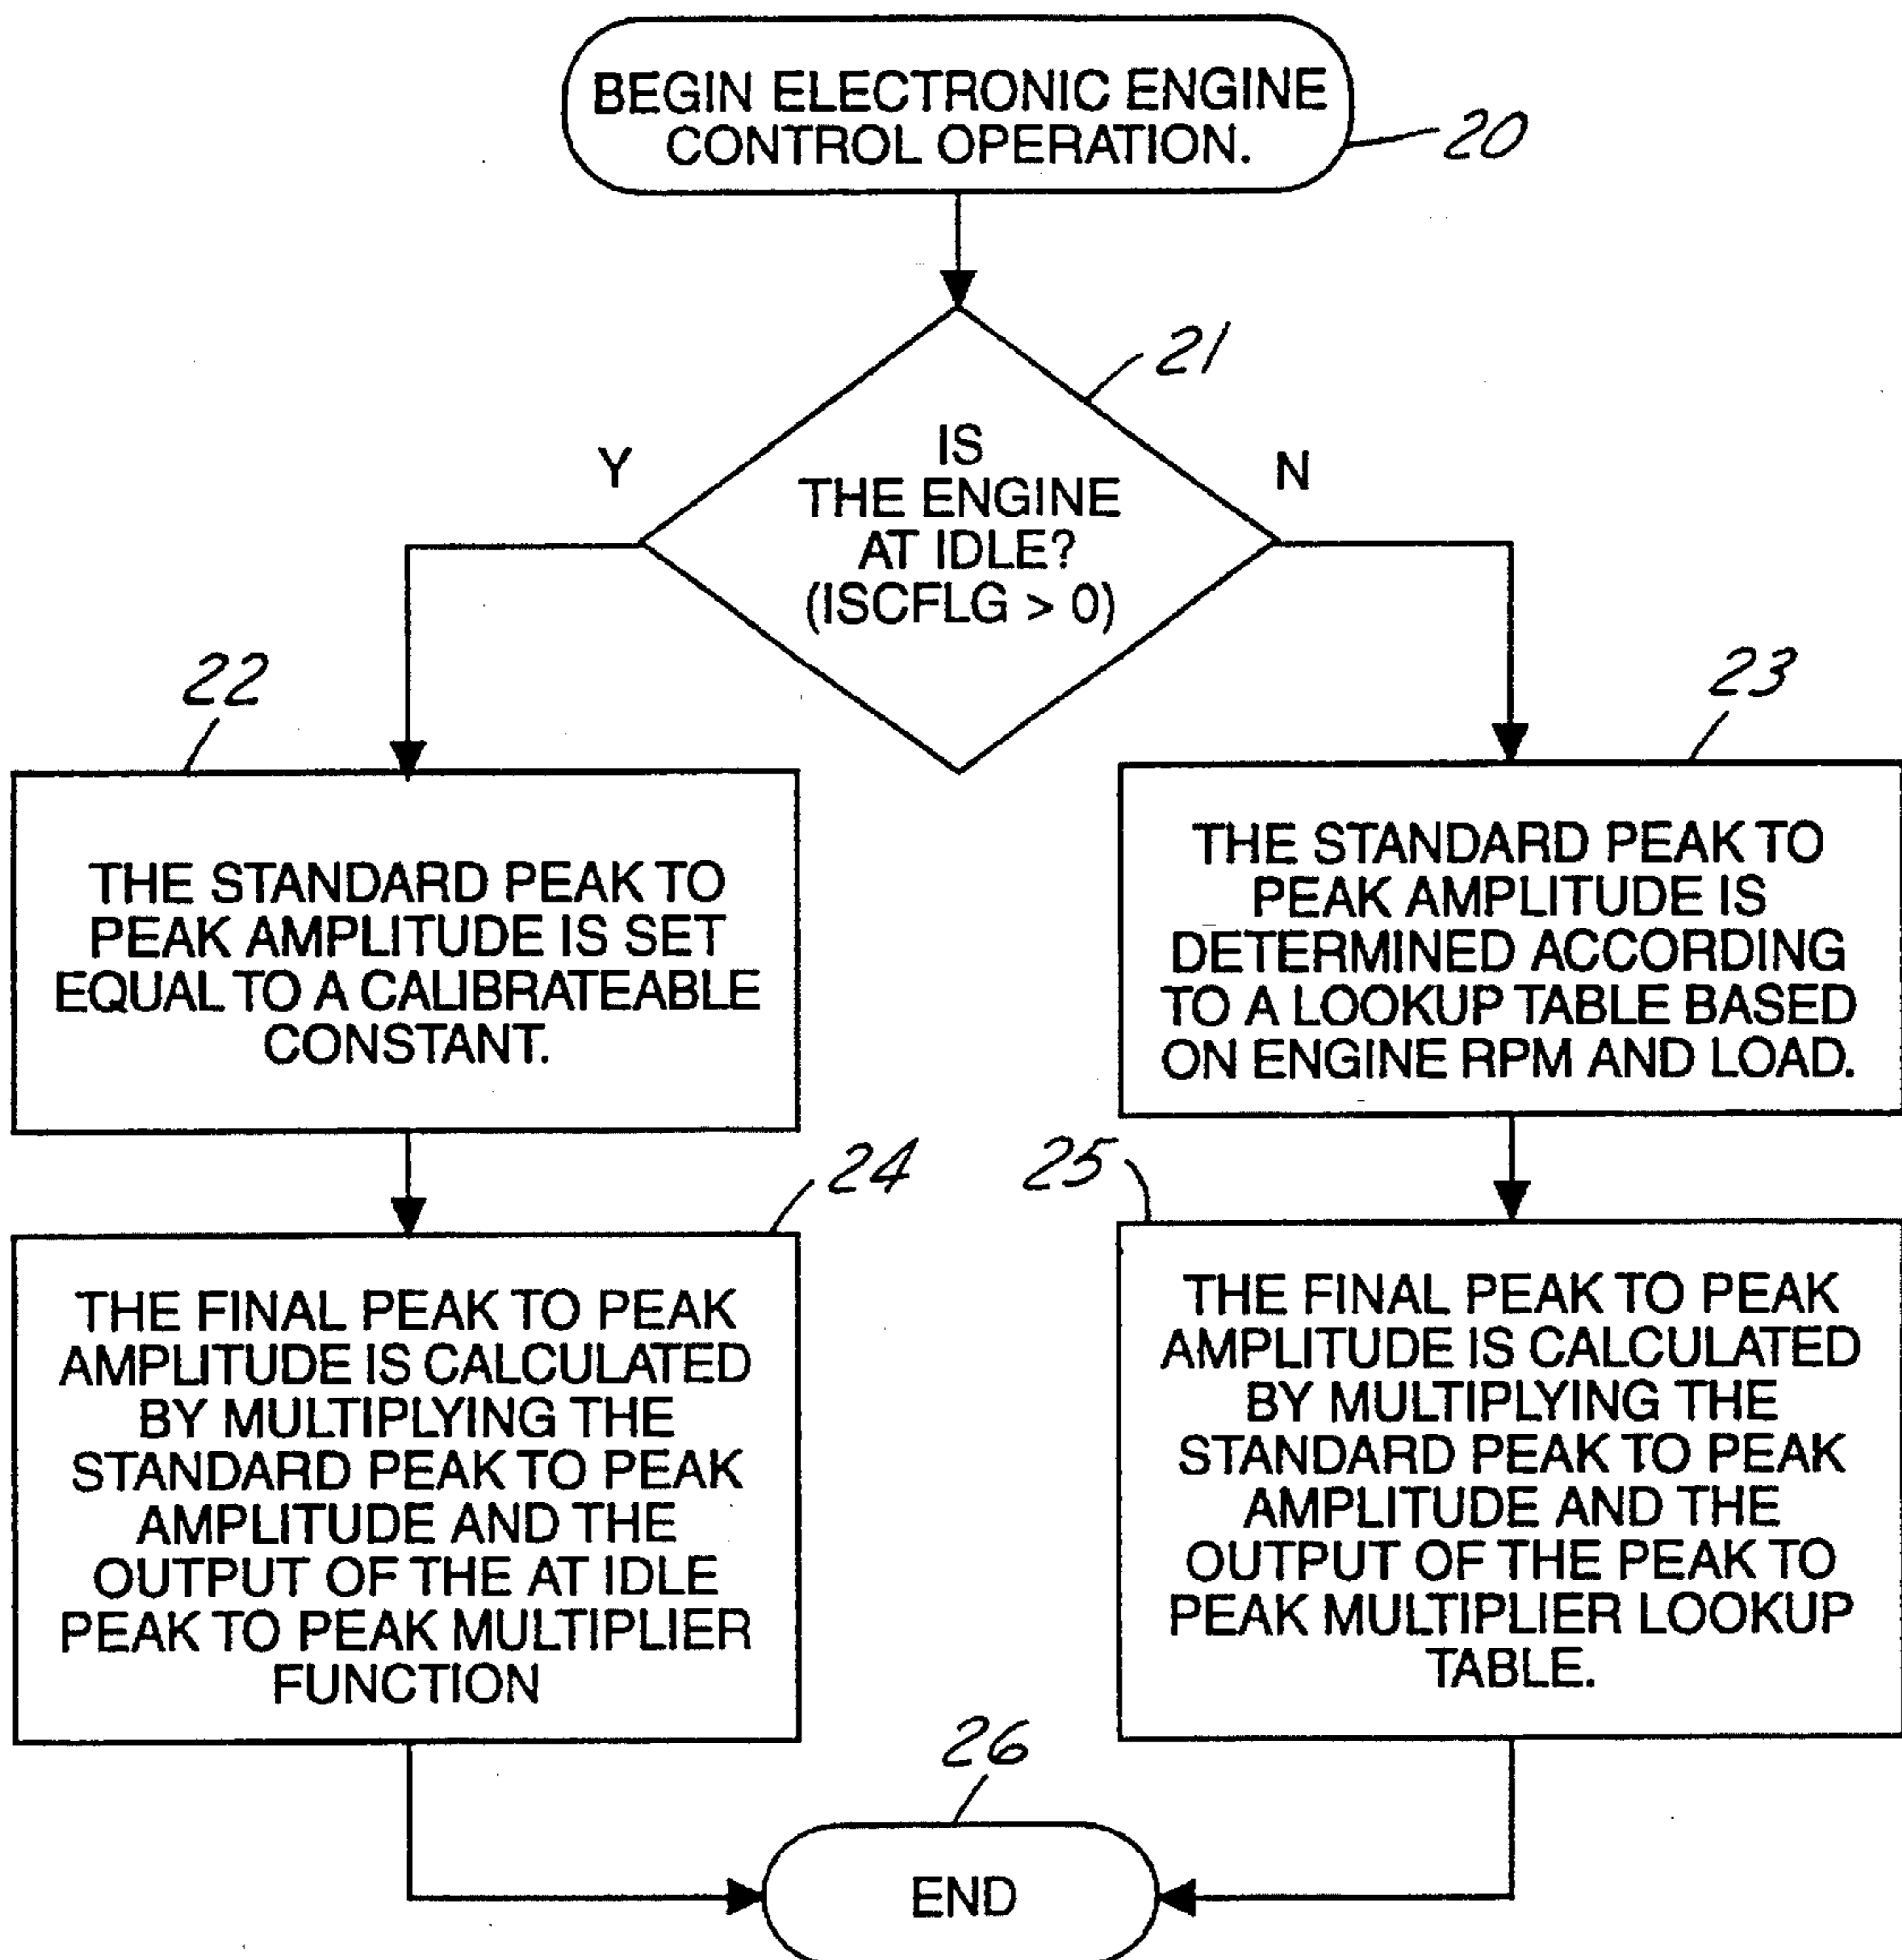 BEGIN ELECTRONIC ENGINE
CONTROL OPERATION.
20
21
IS
THE ENGINE
AT IDLE?
(ISCFLG > 0)
Y
N
22
THE STANDARD PEAK TO
PEAK AMPLITUDE IS SET
EQUAL TO A CALIBRATEABLE
CONSTANT.
23
THE STANDARD PEAK TO
PEAK AMPLITUDE IS
DETERMINED ACCORDING
TO A LOOKUP TABLE BASED
ON ENGINE RPM AND LOAD.
24
THE FINAL PEAK TO PEAK
AMPLITUDE IS CALCULATED
BY MULTIPLYING THE
STANDARD PEAK TO PEAK
AMPLITUDE AND THE
OUTPUT OF THE AT IDLE
PEAK TO PEAK MULTIPLIER
FUNCTION
25
THE FINAL PEAK TO PEAK
AMPLITUDE IS CALCULATED
BY MULTIPLYING THE
STANDARD PEAK TO PEAK
AMPLITUDE AND THE
OUTPUT OF THE PEAK TO
PEAK MULTIPLIER LOOKUP
TABLE.
26
END